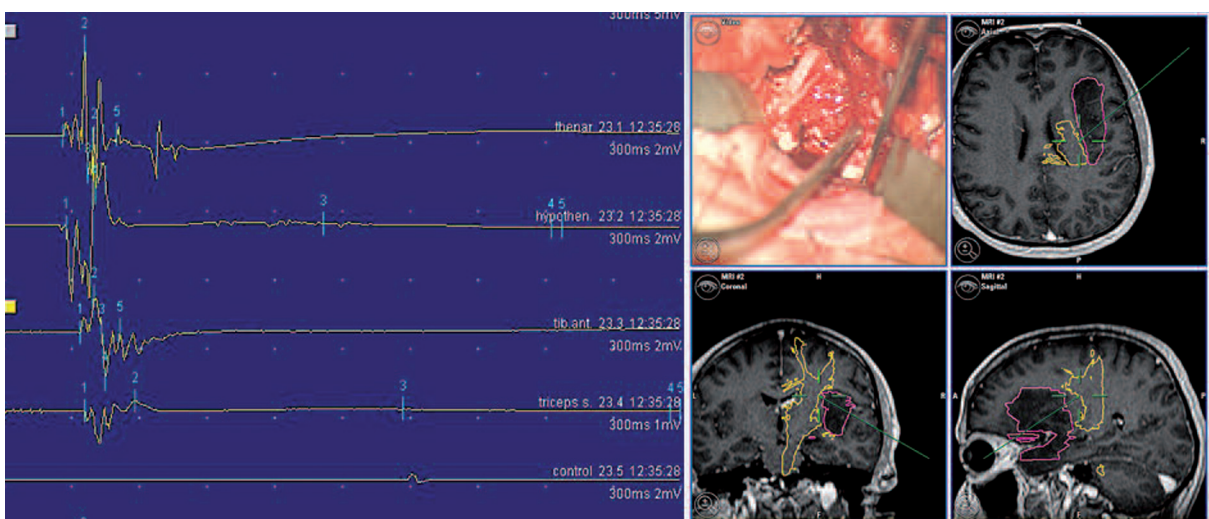 300ms 5mV
2
1
2
5
thenar. 23.1 12:35:28
300ms 2mV
1
3
4 5
hypothen. 23.2 12:35:28
300ms 2mV
2
1
3
5
tib.ant. 23.3 12:35:28
300ms 2mV
1
2
3
4 5
triceps s. 23.4 12:35:28
300ms 1mV
control 23.5 12:35:28
300ms 2mV
Video
MRI #2
Axial
A
R
P
MRI #2
Coronal
H
L
R
F
MRI #2
Sagittal
H
A
P
F